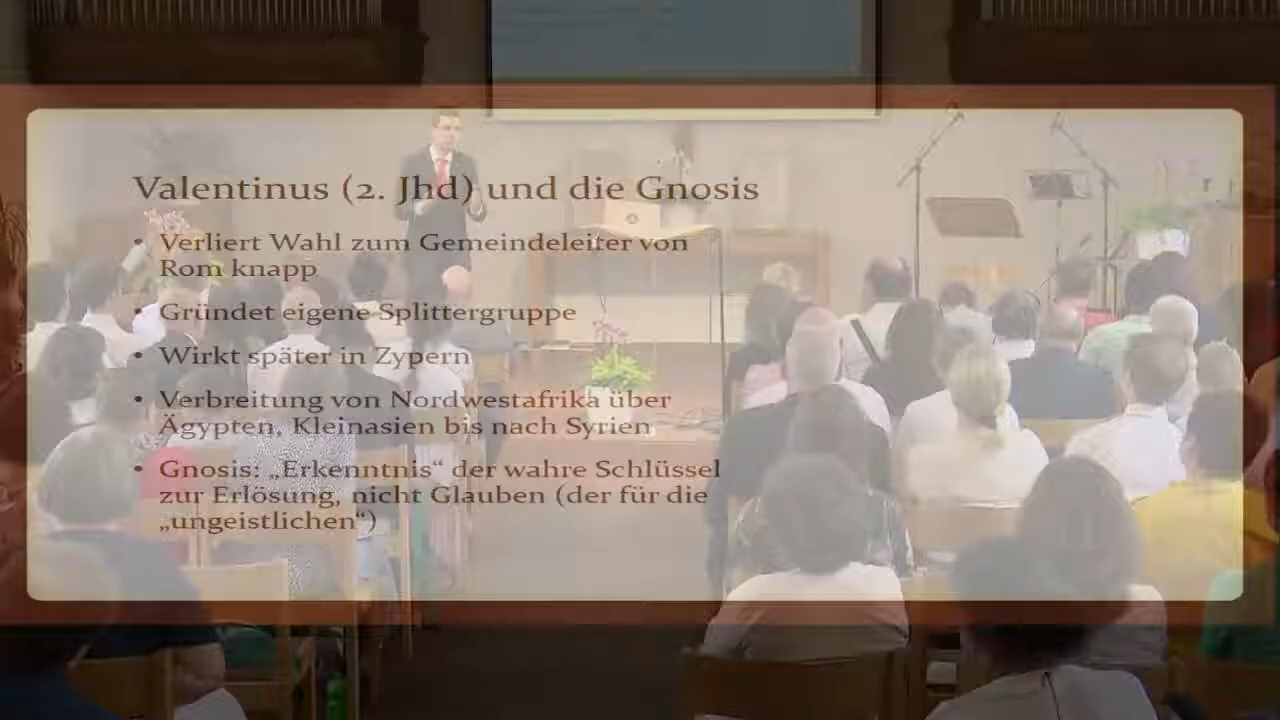 Valentinus (2. Jhd) und die Gnosis
• Verliert Wahl zum Gemeindeleiter von
Rom knapp
• Gründet eigene Splittergruppe
• Wirkt später in Zypern
• Verbreitung von Nordwestafrika über
Ägypten, Kleinasien bis nach Syrien
• Gnosis: „Erkenntnis“ der wahre Schlüssel
zur Erlösung, nicht Glauben (der für die
„ungeistlichen“)